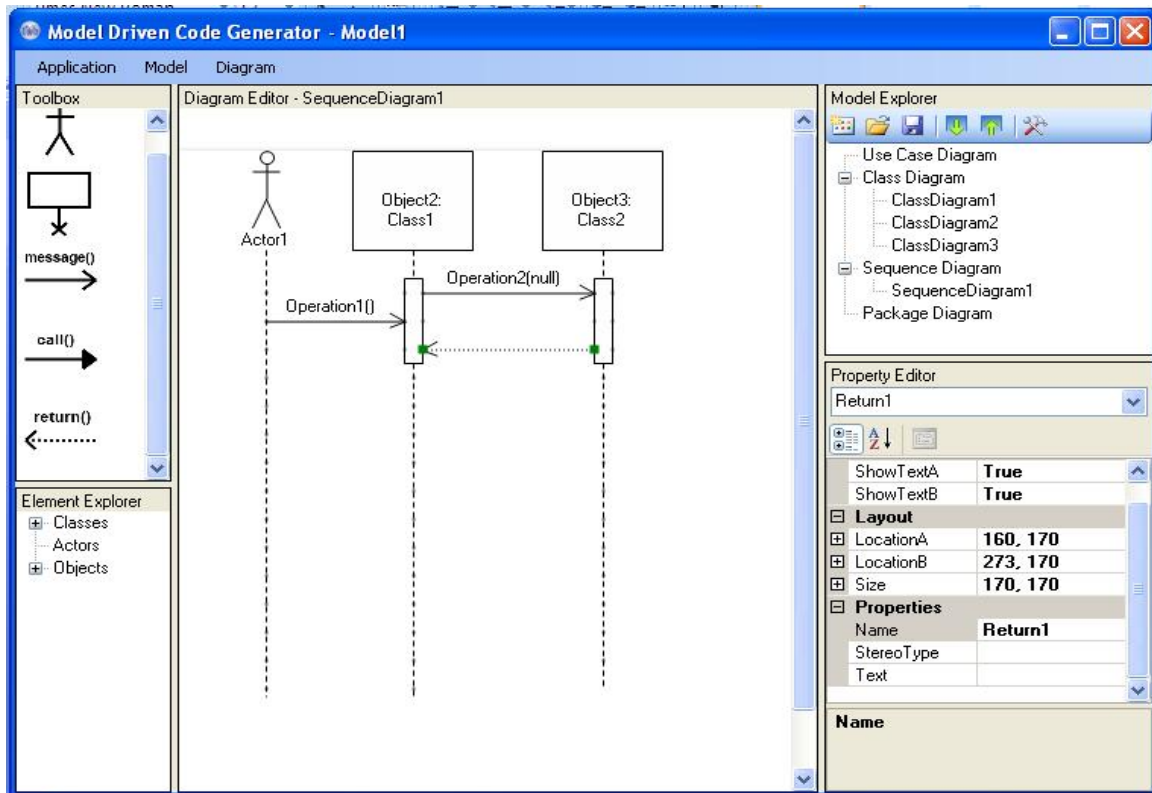 Model Driven Code Generator - Model1
Application Model Diagram
Toolbox
message()
call()
return()
Element Explorer
Classes
Actors
Objects
Diagram Editor - SequenceDiagram1
Actor1
Object2:
Class1
Object3:
Class2
Operation2(null)
Operation1()
Model Explorer
Use Case Diagram
Class Diagram
ClassDiagram1
ClassDiagram2
ClassDiagram3
Sequence Diagram
SequenceDiagram1
Package Diagram
Property Editor
Return1
ShowTextA True
ShowTextB True
Layout
LocationA 160, 170
LocationB 273, 170
Size 170, 170
Properties
Name Return1
StereoType
Text
Name